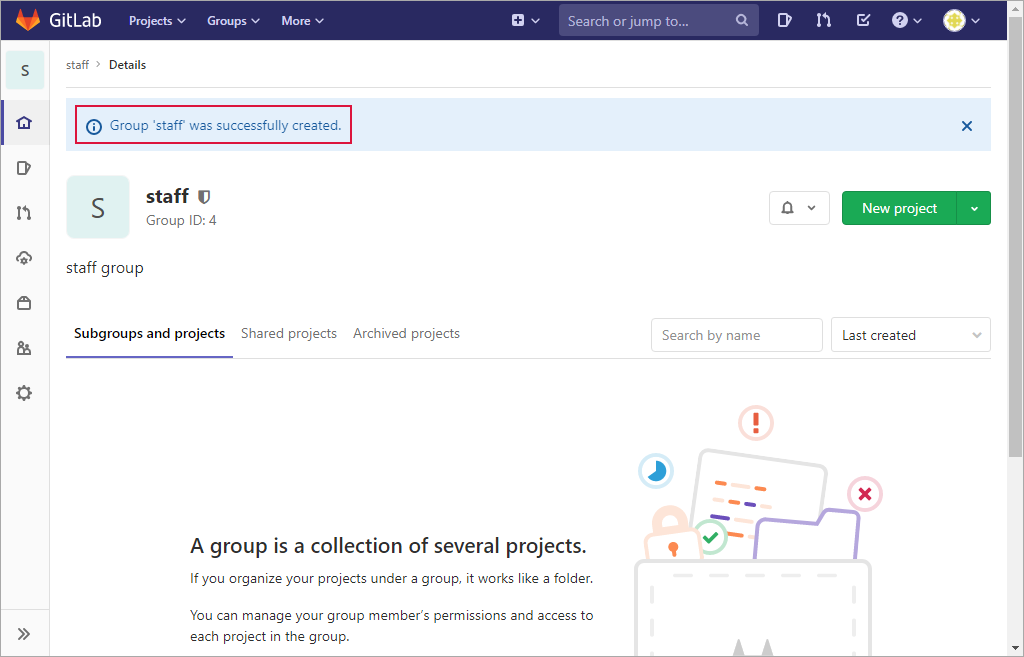 GitLab Projects Groups More Search or jump to...
S
staff > Details
Group 'staff' was successfully created.
S
staff
Group ID: 4
New project
staff group
Subgroups and projects Shared projects Archived projects Search by name Last created
A group is a collection of several projects.
If you organize your projects under a group, it works like a folder.
You can manage your group member’s permissions and access to
each project in the group.